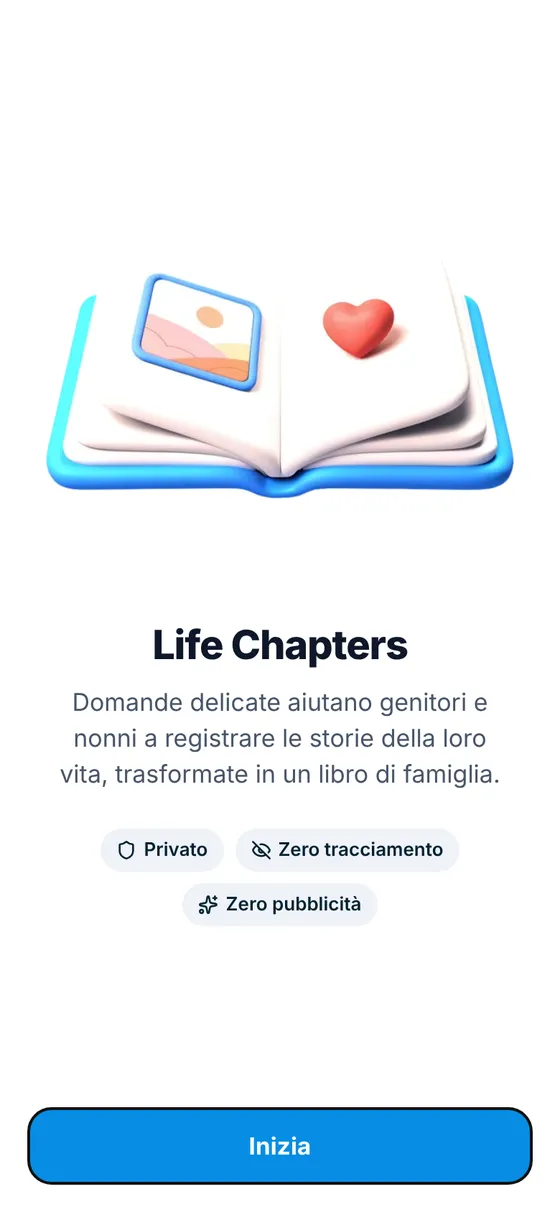 Life Chapters
Domande delicate aiutano genitori e
nonni a registrare le storie della loro
vita, trasformate in un libro di famiglia.
Privato
Zero tracciamento
Zero pubblicità
Inizia